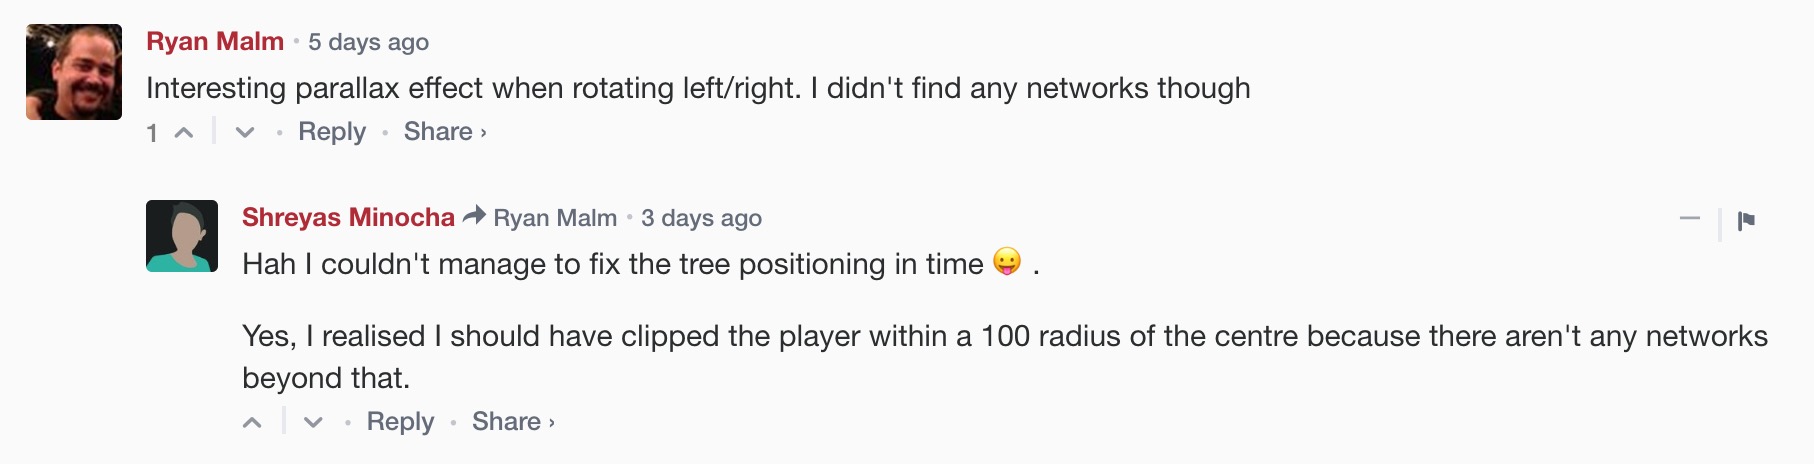 Ryan Malm • 5 days ago
Interesting parallax effect when rotating left/right. I didn't find any networks though
1 • Reply • Share ›
Shreyas Minocha Ryan Malm • 3 days ago
Hah I couldn't manage to fix the tree positioning in time 😛 .
Yes, I realised I should have clipped the player within a 100 radius of the centre because there aren't any networks
beyond that.
• Reply • Share ›